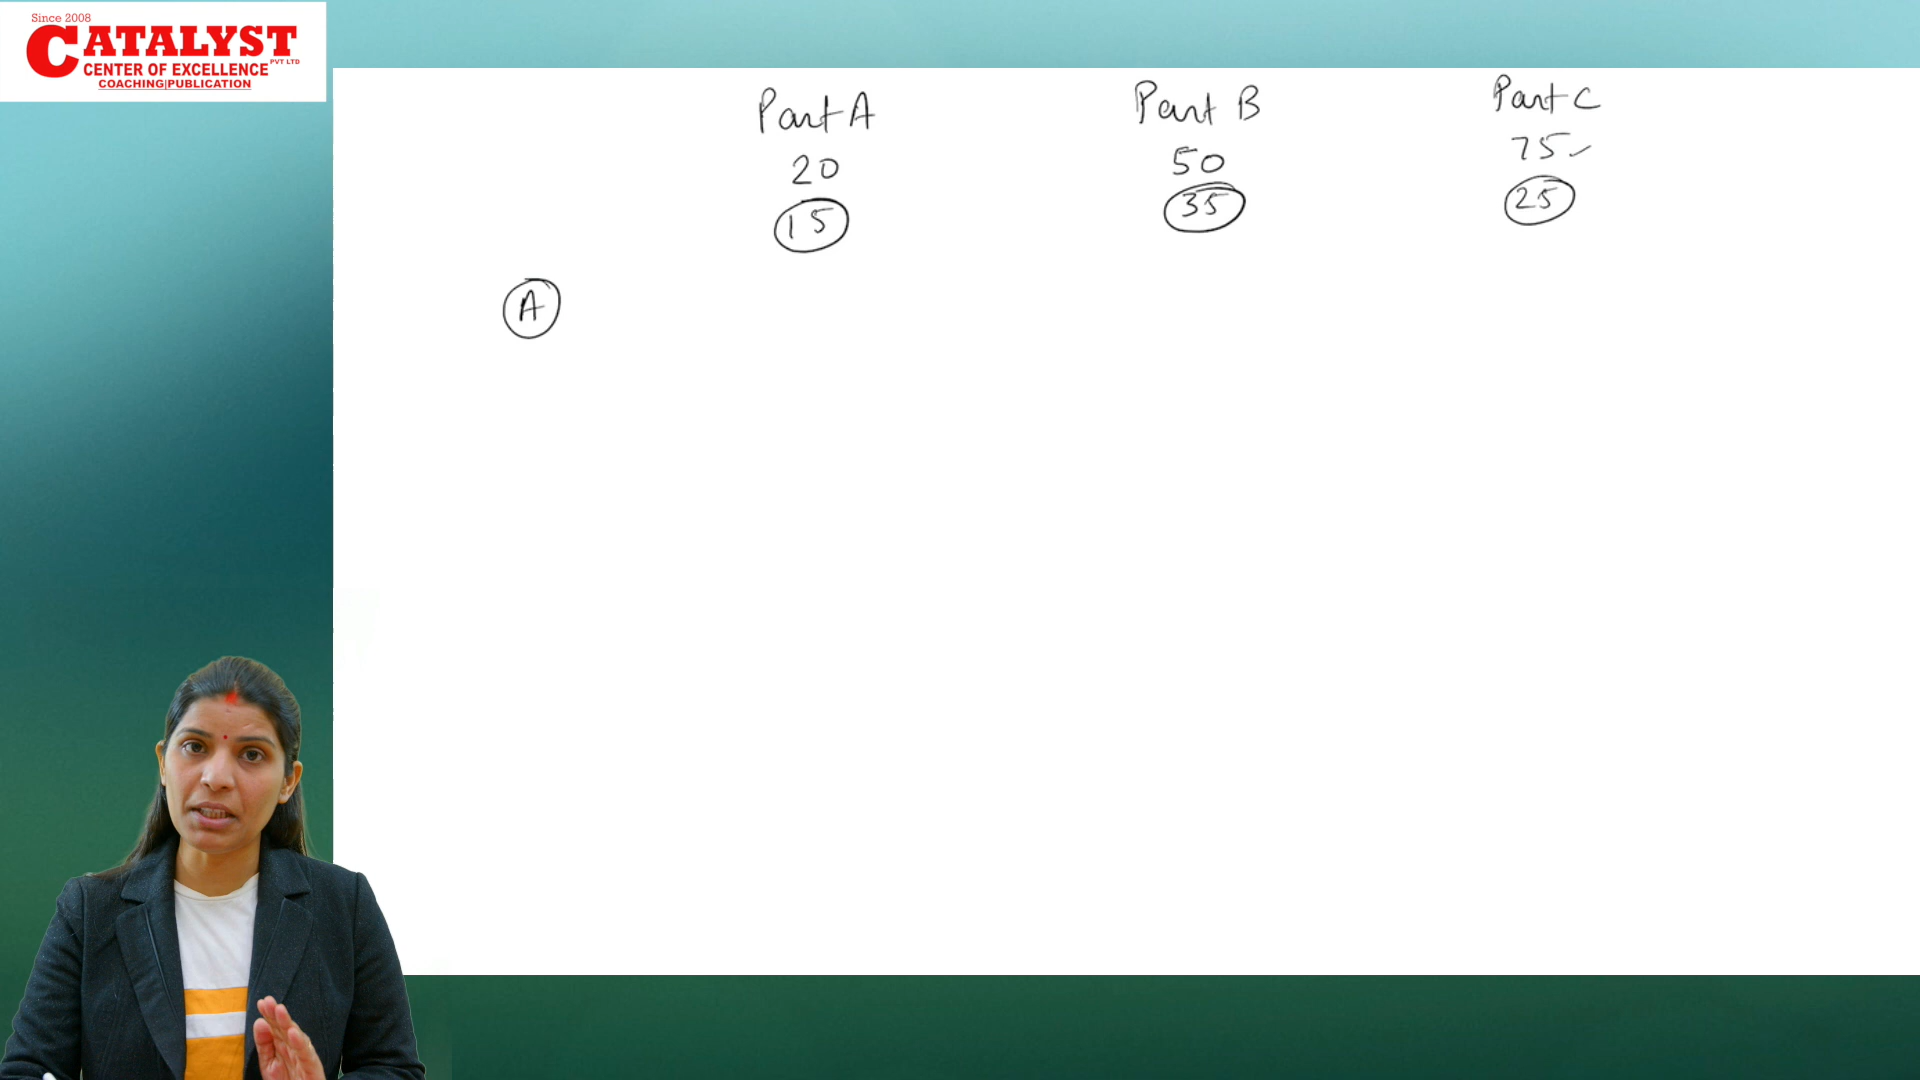 Since 2008
CATALYST
CENTER OF EXCELLENCE PVT LTD
COACHING|PUBLICATION
Part A Part B Part C
20 50 75
15 35 25
A